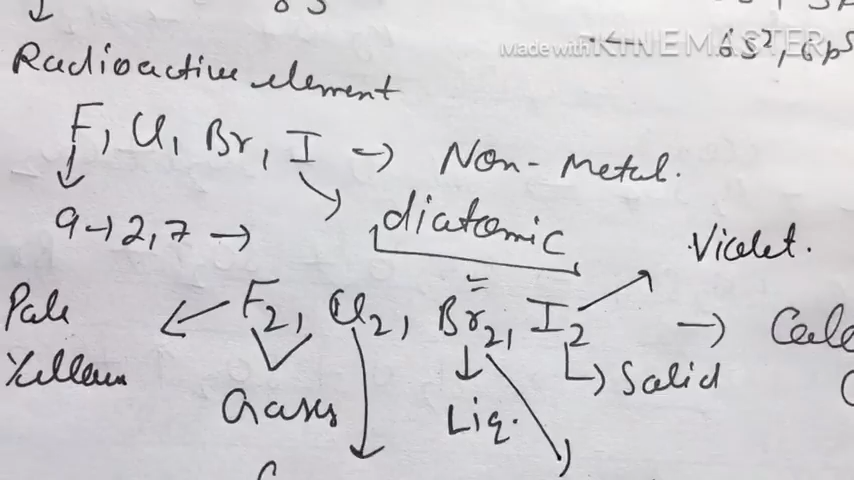 6s², 6p⁵
Made with KINEMASTER
Radioactive element
F, Cl, Br, I → Non-Metal.
9→2,7 → diatomic
Violet.
Pale Yellow
F₂, Cl₂, Br₂, I₂ →
Solid
Gases
Liq.